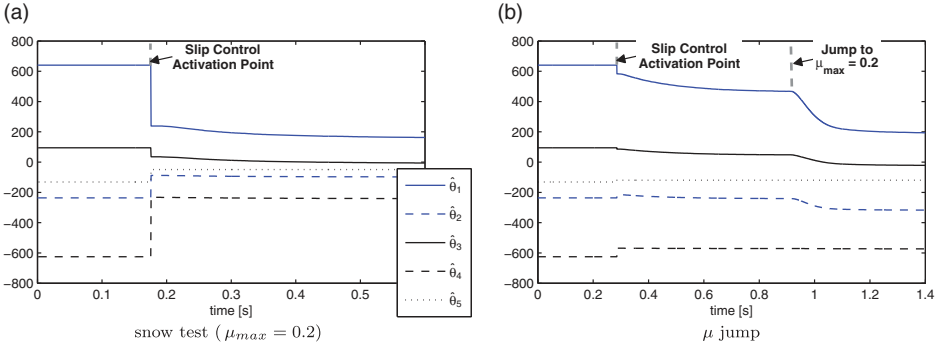 (a)
800
600
400
200
0
−200
−400
−600
−800
Slip Control
Activation Point
0 0.1 0.2 0.3 0.4 0.5
time [s]
snow test ( μmax = 0.2)
θ̂1
θ̂2
θ̂3
θ̂4
θ̂5
(b)
800
600
400
200
0
−200
−400
−600
−800
Slip Control
Activation Point
Jump to
μmax = 0.2
0 0.2 0.4 0.6 0.8 1 1.2 1.4
time [s]
μ jump